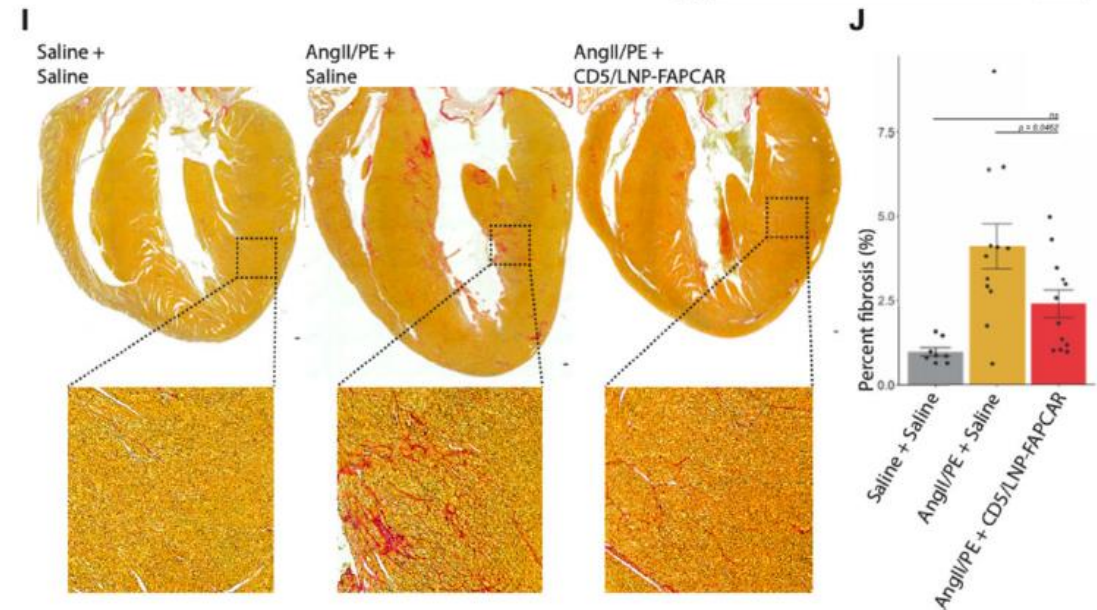 I
Saline +
Saline
AngII/PE +
Saline
AngII/PE +
CD5/LNP-FAPCAR
J
Percent fibrosis (%)
7.5
5.0
2.5
0.0
ns
p = 0.0462
Saline + Saline
AngII/PE + Saline
AngII/PE + CD5/LNP-FAPCAR